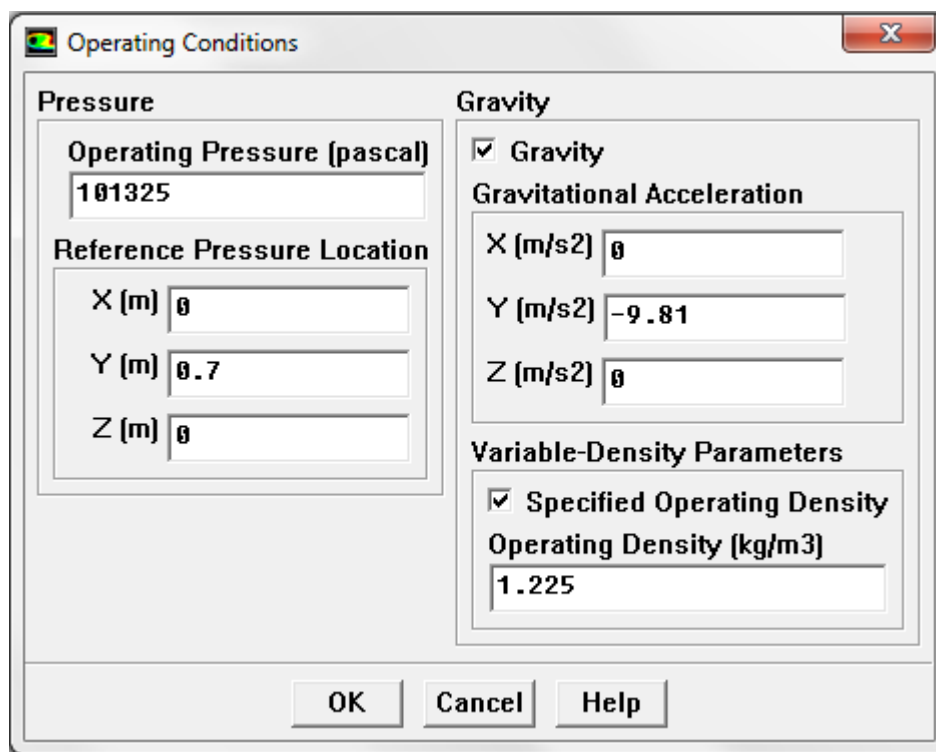 Operating Conditions
Pressure
Operating Pressure (pascal)
101325
Reference Pressure Location
X (m) 0
Y (m) 0.7
Z (m) 0
Gravity
Gravity
Gravitational Acceleration
X (m/s2) 0
Y (m/s2) -9.81
Z (m/s2) 0
Variable-Density Parameters
Specified Operating Density
Operating Density (kg/m3)
1.225
OK Cancel Help